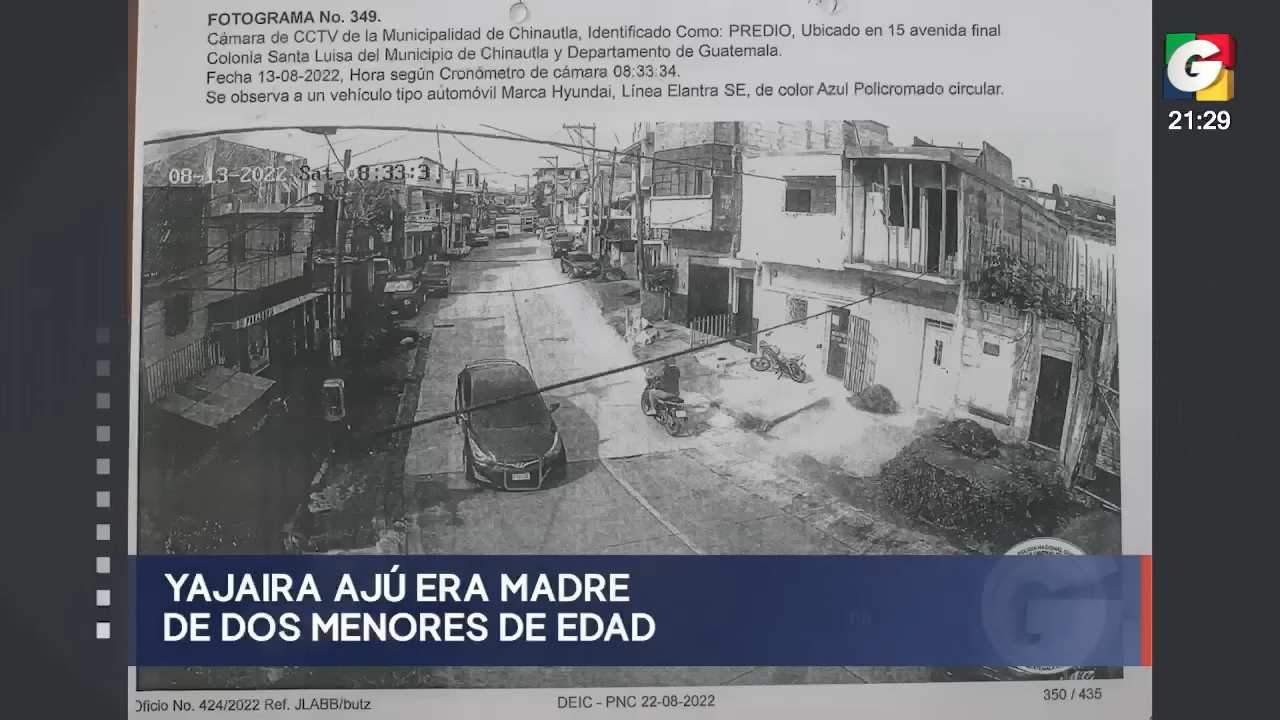 FOTOGRAMA No. 349.
Cámara de CCTV de la Municipalidad de Chinautla, Identificado Como: PREDIO, Ubicado en 15 avenida final
Colonia Santa Luisa del Municipio de Chinautla y Departamento de Guatemala.
Fecha 13-08-2022, Hora según Cronómetro de cámara 08:33:34.
Se observa a un vehículo tipo automóvil Marca Hyundai, Línea Elantra SE, de color Azul Policromado circular.
G
21:29
08-13-2022 Sat 08:33:3
YAJAIRA AJÚ ERA MADRE
DE DOS MENORES DE EDAD
Oficio No. 424/2022 Ref. JLABB/butz
DEIC - PNC 22-08-2022
350 / 435